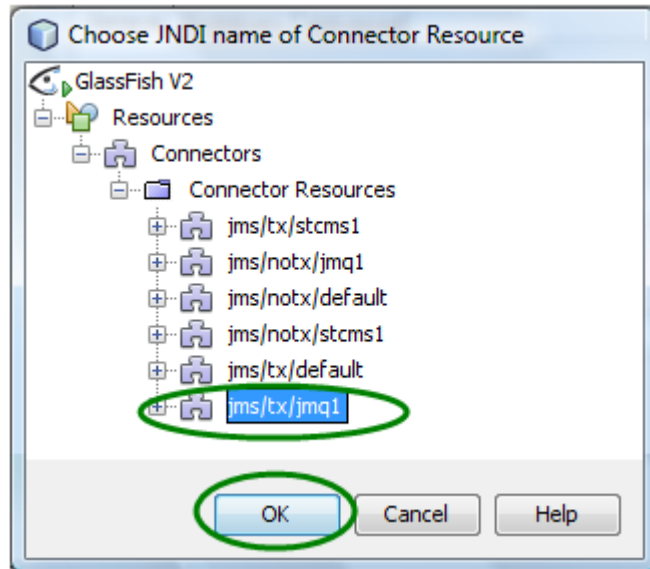 Choose JNDI name of Connector Resource
GlassFish V2
Resources
Connectors
Connector Resources
jms/tx/stcms1
jms/notx/jmq1
jms/notx/default
jms/notx/stcms1
jms/tx/default
jms/tx/jmq1
OK Cancel Help